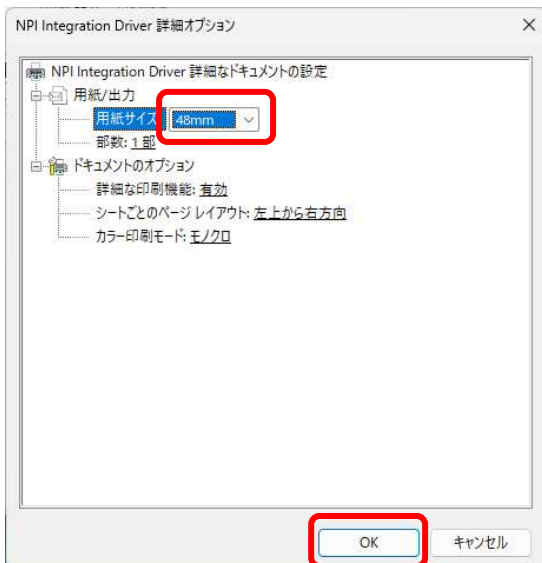 NPI Integration Driver 詳細オプション
NPI Integration Driver 詳細なドキュメントの設定
用紙/出力
用紙サイズ 48mm
部数: 1 部
ドキュメントのオプション
詳細な印刷機能: 有効
シートごとのページ レイアウト: 左上から右方向
カラー印刷モード: モノクロ
OK キャンセル